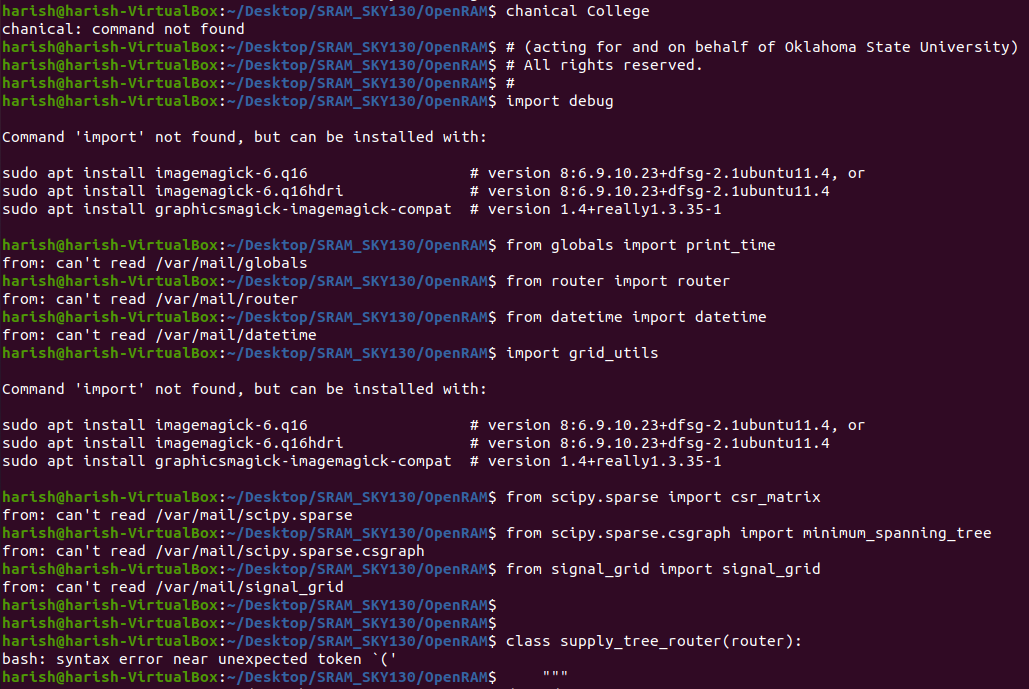 harish@harish-VirtualBox:~/Desktop/SRAM_SKY130/OpenRAM$ chanical College
chanical: command not found
harish@harish-VirtualBox:~/Desktop/SRAM_SKY130/OpenRAM$ # (acting for and on behalf of Oklahoma State University)
harish@harish-VirtualBox:~/Desktop/SRAM_SKY130/OpenRAM$ # All rights reserved.
harish@harish-VirtualBox:~/Desktop/SRAM_SKY130/OpenRAM$ #
harish@harish-VirtualBox:~/Desktop/SRAM_SKY130/OpenRAM$ import debug
Command 'import' not found, but can be installed with:
sudo apt install imagemagick-6.q16                  # version 8:6.9.10.23+dfsg-2.1ubuntu11.4, or
sudo apt install imagemagick-6.q16hdri              # version 8:6.9.10.23+dfsg-2.1ubuntu11.4
sudo apt install graphicsmagick-imagemagick-compat  # version 1.4+really1.3.35-1
harish@harish-VirtualBox:~/Desktop/SRAM_SKY130/OpenRAM$ from globals import print_time
from: can't read /var/mail/globals
harish@harish-VirtualBox:~/Desktop/SRAM_SKY130/OpenRAM$ from router import router
from: can't read /var/mail/router
harish@harish-VirtualBox:~/Desktop/SRAM_SKY130/OpenRAM$ from datetime import datetime
from: can't read /var/mail/datetime
harish@harish-VirtualBox:~/Desktop/SRAM_SKY130/OpenRAM$ import grid_utils
Command 'import' not found, but can be installed with:
sudo apt install imagemagick-6.q16                  # version 8:6.9.10.23+dfsg-2.1ubuntu11.4, or
sudo apt install imagemagick-6.q16hdri              # version 8:6.9.10.23+dfsg-2.1ubuntu11.4
sudo apt install graphicsmagick-imagemagick-compat  # version 1.4+really1.3.35-1
harish@harish-VirtualBox:~/Desktop/SRAM_SKY130/OpenRAM$ from scipy.sparse import csr_matrix
from: can't read /var/mail/scipy.sparse
harish@harish-VirtualBox:~/Desktop/SRAM_SKY130/OpenRAM$ from scipy.sparse.csgraph import minimum_spanning_tree
from: can't read /var/mail/scipy.sparse.csgraph
harish@harish-VirtualBox:~/Desktop/SRAM_SKY130/OpenRAM$ from signal_grid import signal_grid
from: can't read /var/mail/signal_grid
harish@harish-VirtualBox:~/Desktop/SRAM_SKY130/OpenRAM$
harish@harish-VirtualBox:~/Desktop/SRAM_SKY130/OpenRAM$
harish@harish-VirtualBox:~/Desktop/SRAM_SKY130/OpenRAM$ class supply_tree_router(router):
bash: syntax error near unexpected token `('
harish@harish-VirtualBox:~/Desktop/SRAM_SKY130/OpenRAM$     """